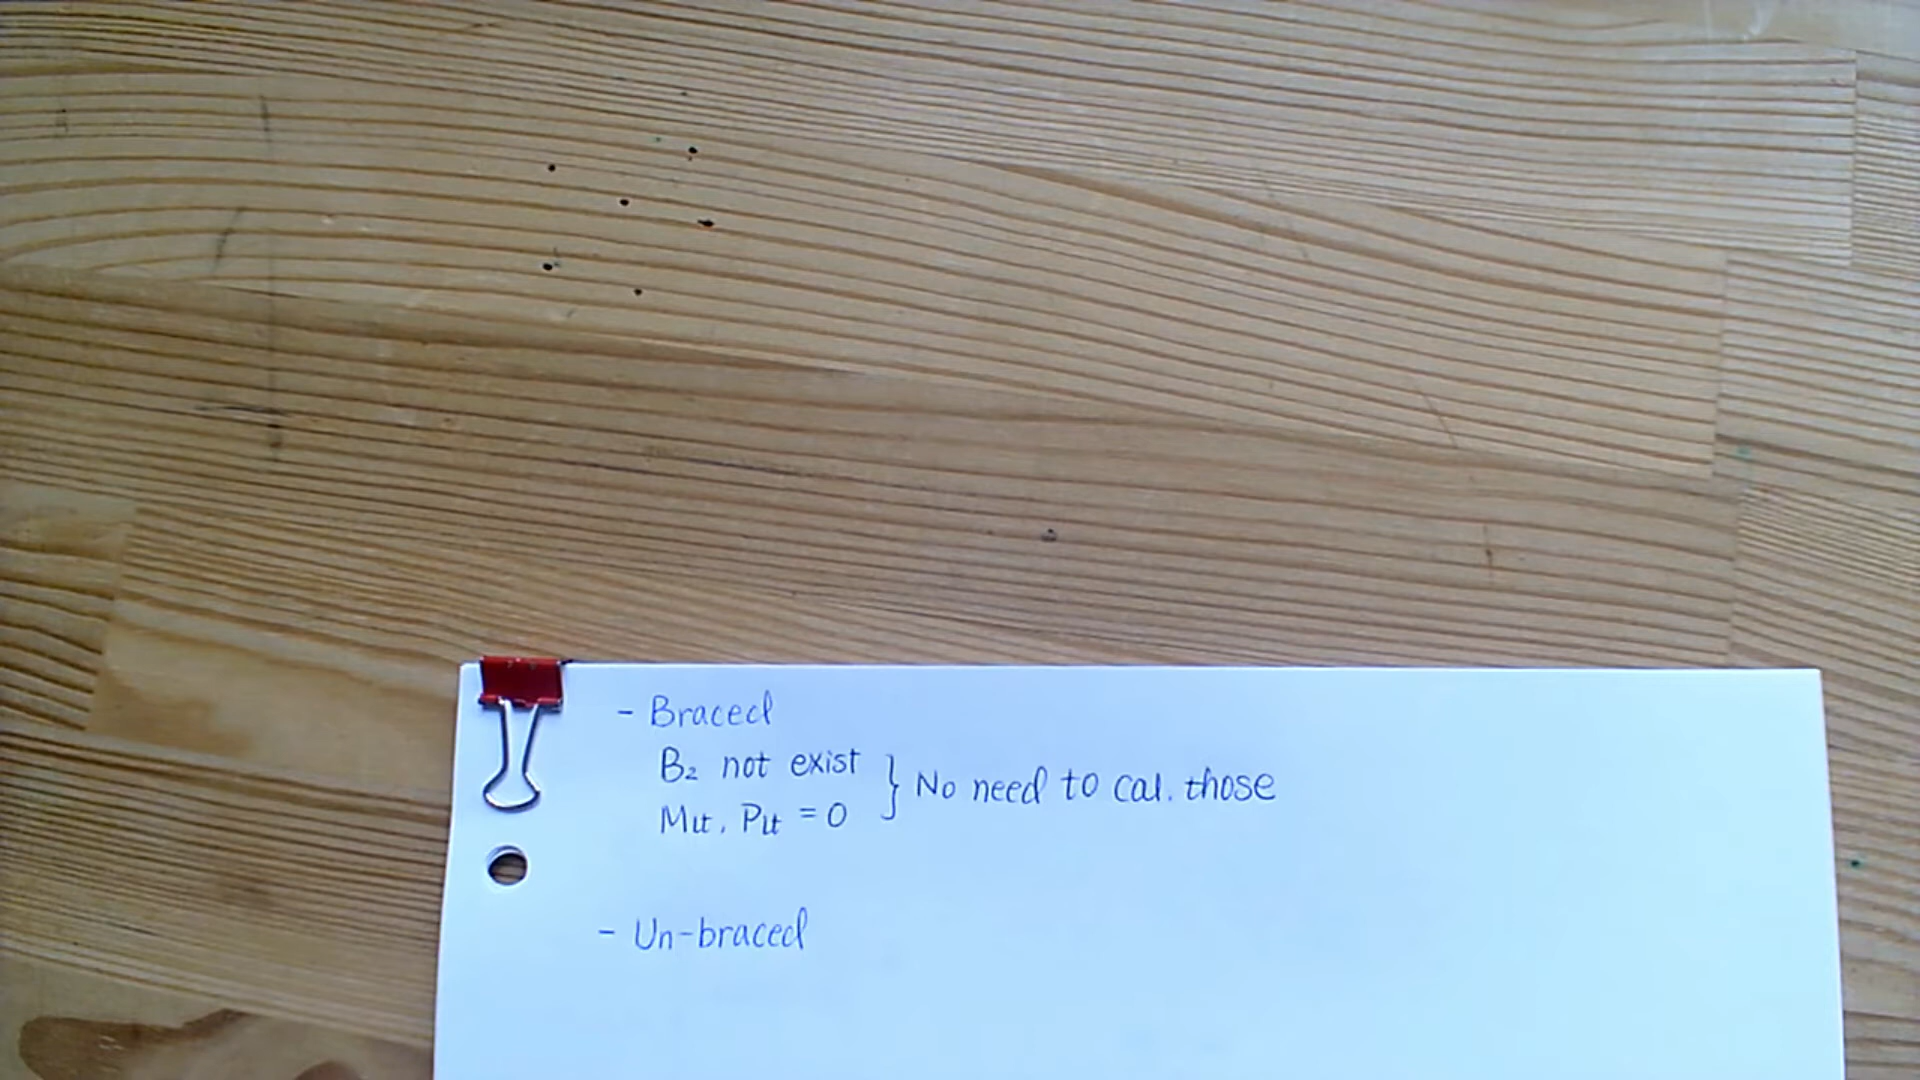 - Braced
B₂ not exist } No need to cal. those
Mlt, Plt = 0
- Un-braced